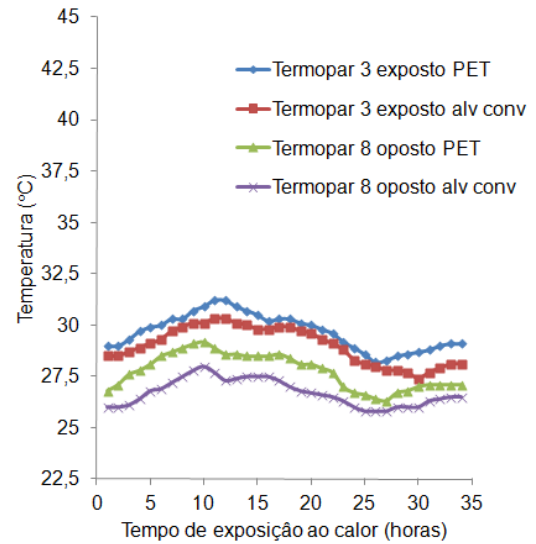 45
42,5
40
37,5
35
32,5
30
27,5
25
22,5
Temperatura (°C)
Termopar 3 exposto PET
Termopar 3 exposto alv conv
Termopar 8 oposto PET
Termopar 8 oposto alv conv
0 5 10 15 20 25 30 35
Tempo de exposição ao calor (horas)